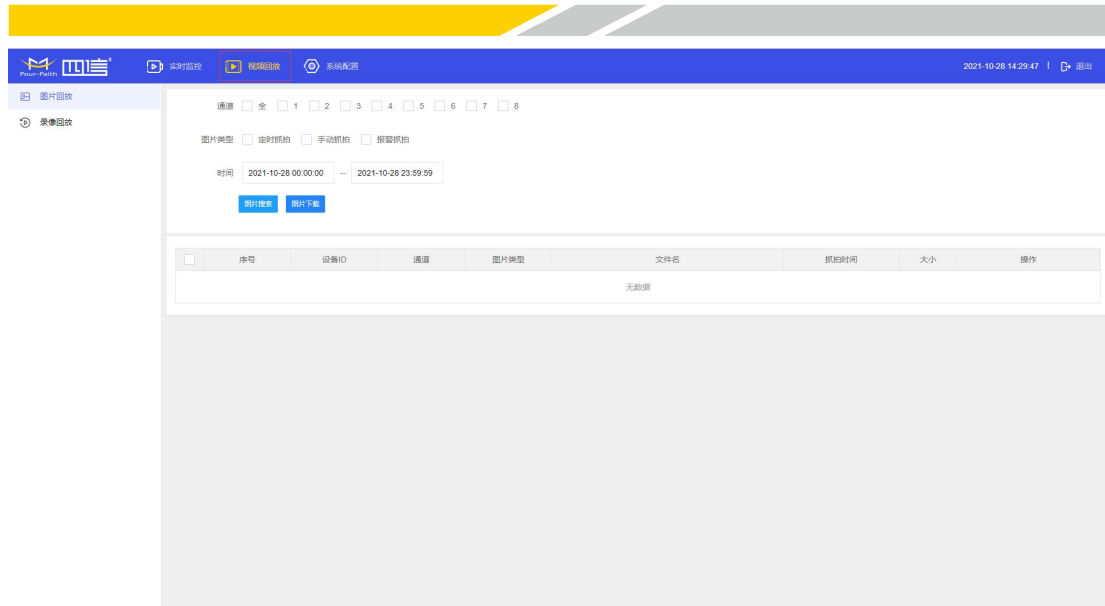 Four-Faith 四信® 实时监控 视频回放 系统配置 2021-10-28 14:29:47 | 退出
图片回放
录像回放
通道 全 1 2 3 4 5 6 7 8
图片类型 定时抓拍 手动抓拍 报警抓拍
时间 2021-10-28 00:00:00 – 2021-10-28 23:59:59
图片搜索 图片下载
序号 设备ID 通道 图片类型 文件名 抓拍时间 大小 操作
无数据